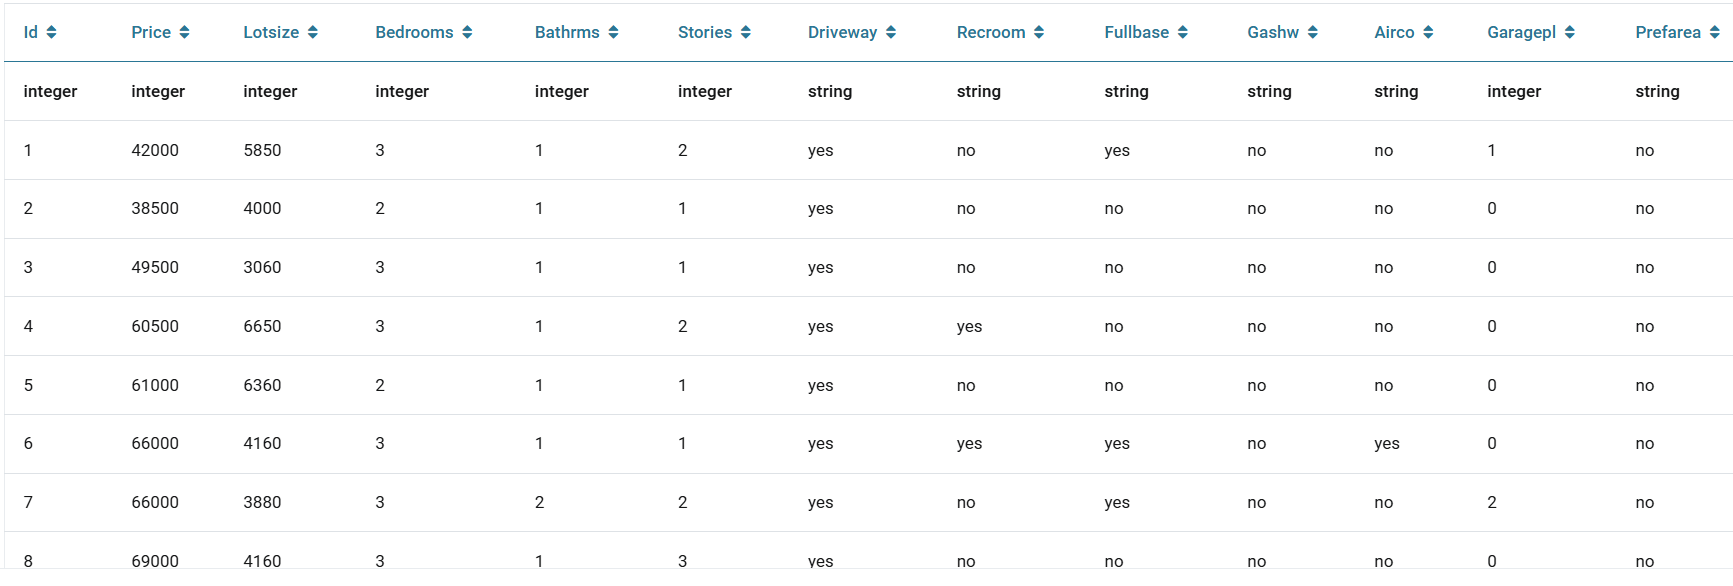 Id Price Lotsize Bedrooms Bathrms Stories Driveway Recroom Fullbase Gashw Airco Garagepl Prefarea
integer integer integer integer integer integer string string string string string integer string
1 42000 5850 3 1 2 yes no yes no no 1 no
2 38500 4000 2 1 1 yes no no no no 0 no
3 49500 3060 3 1 1 yes no no no no 0 no
4 60500 6650 3 1 2 yes yes no no no 0 no
5 61000 6360 2 1 1 yes no no no no 0 no
6 66000 4160 3 1 1 yes yes yes no yes 0 no
7 66000 3880 3 2 2 yes no yes no no 2 no
8 69000 4160 3 1 3 yes no no no no 0 no